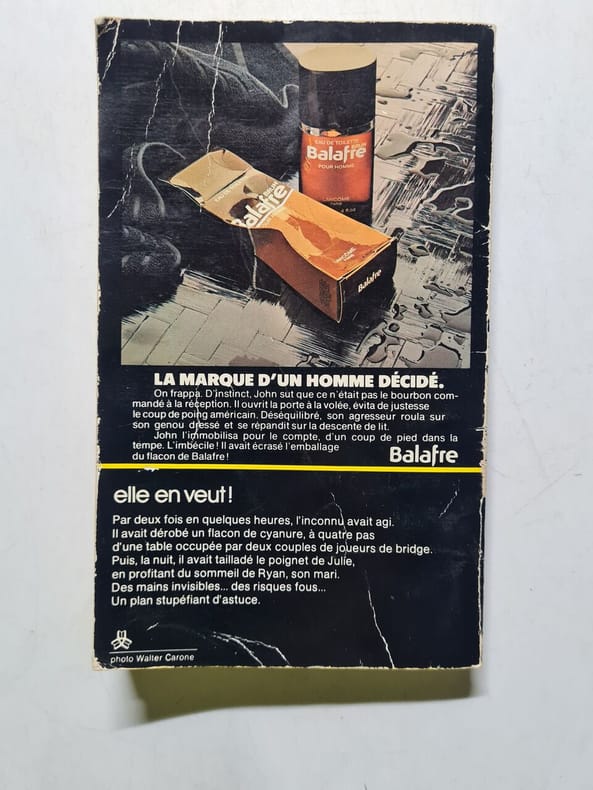 EAU DE TOILETTE
Balafre
BRUN
POUR HOMME
LANCÔME
Balafre
BRUN
LANCÔME
Balafre
LA MARQUE D'UN HOMME DÉCIDÉ.
On frappa. D'instinct, John sut que ce n'était pas le bourbon com-
mandé à la réception. Il ouvrit la porte à la volée, évita de justesse
le coup de poing américain. Déséquilibré, son agresseur roula sur
son genou dressé et se répandit sur la descente de lit.
John l'immobilisa pour le compte, d'un coup de pied dans la
tempe. L'imbécile! Il avait écrasé l'emballage
du flacon de Balafre!
Balafre
elle en veut!
Par deux fois en quelques heures, l'inconnu avait agi.
Il avait dérobé un flacon de cyanure, à quatre pas
d'une table occupée par deux couples de joueurs de bridge.
Puis, la nuit, il avait tailladé le poignet de Julie,
en profitant du sommeil de Ryan, son mari.
Des mains invisibles... des risques fous...
Un plan stupéfiant d'astuce.
photo Walter Carone